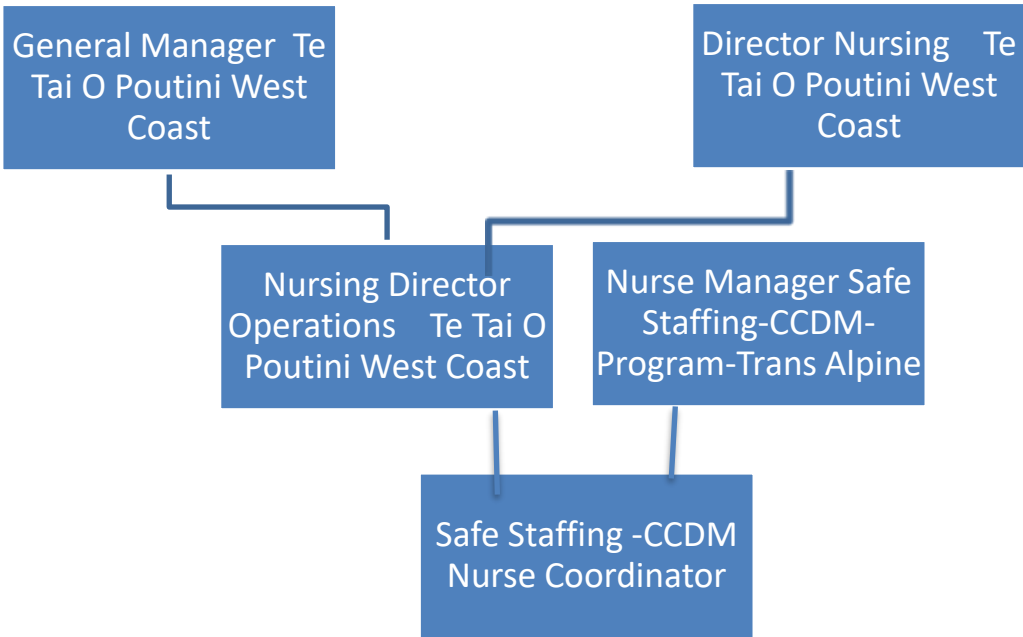 General Manager  Te
Tai O Poutini West
Coast
Director Nursing    Te
Tai O Poutini West
Coast
Nursing Director
Operations    Te Tai O
Poutini West Coast
Nurse Manager Safe
Staffing-CCDM-
Program-Trans Alpine
Safe Staffing -CCDM
Nurse Coordinator